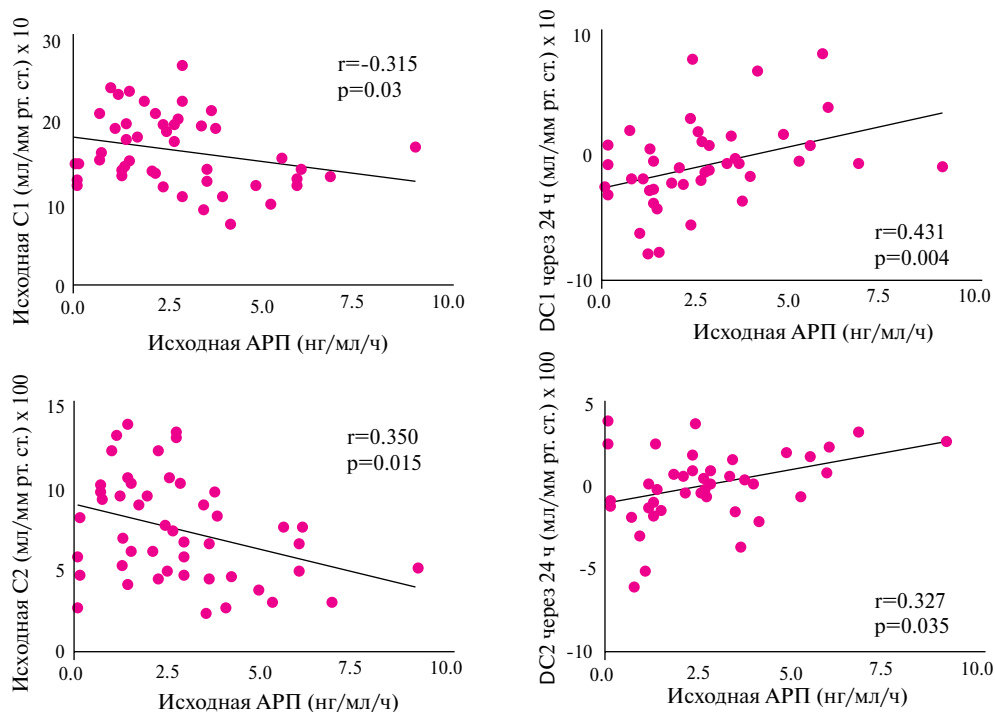 Исходная С1 (мл/мм рт. ст.) x 10
30
20
10
0
r=-0.315
p=0.03
0.0 2.5 5.0 7.5 10.0
Исходная АРП (нг/мл/ч)
DC1 через 24 ч (мл/мм рт. ст.) x 10
10
0
-10
r=0.431
p=0.004
0.0 2.5 5.0 7.5 10.0
Исходная АРП (нг/мл/ч)
Исходная С2 (мл/мм рт. ст.) x 100
15
10
5
0
r=0.350
p=0.015
0.0 2.5 5.0 7.5 10.0
Исходная АРП (нг/мл/ч)
DC2 через 24 ч (мл/мм рт. ст.) x 100
5
0
-5
-10
r=0.327
p=0.035
0.0 2.5 5.0 7.5 10.0
Исходная АРП (нг/мл/ч)